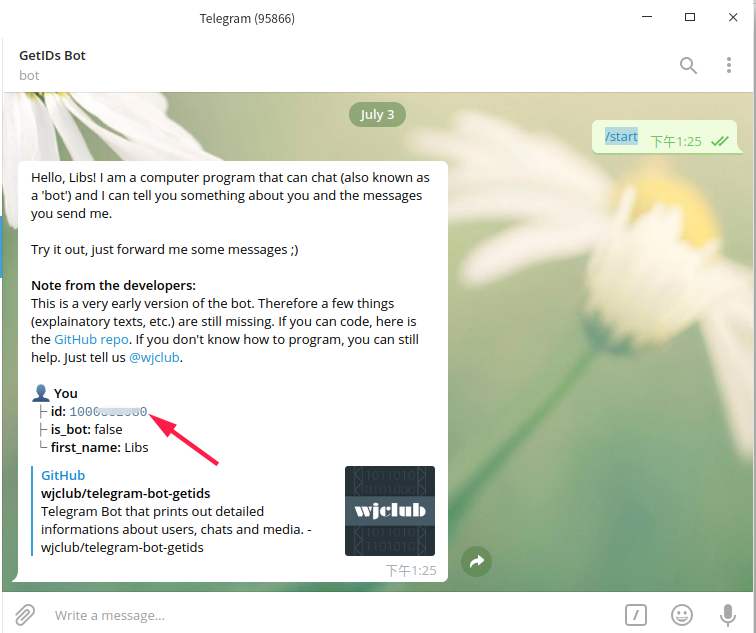 Telegram (95866)
GetIDs Bot
bot
July 3
/start 下午1:25
Hello, Libs! I am a computer program that can chat (also known as
a 'bot') and I can tell you something about you and the messages
you send me.
Try it out, just forward me some messages ;)
Note from the developers:
This is a very early version of the bot. Therefore a few things
(explainatory texts, etc.) are still missing. If you can code, here is
the GitHub repo. If you don't know how to program, you can still
help. Just tell us @wjclub.
You
├ id:
├ is_bot: false
└ first_name: Libs
GitHub
wjclub/telegram-bot-getids
Telegram Bot that prints out detailed
informations about users, chats and media. -
wjclub/telegram-bot-getids
wjclub
下午1:25
Write a message...